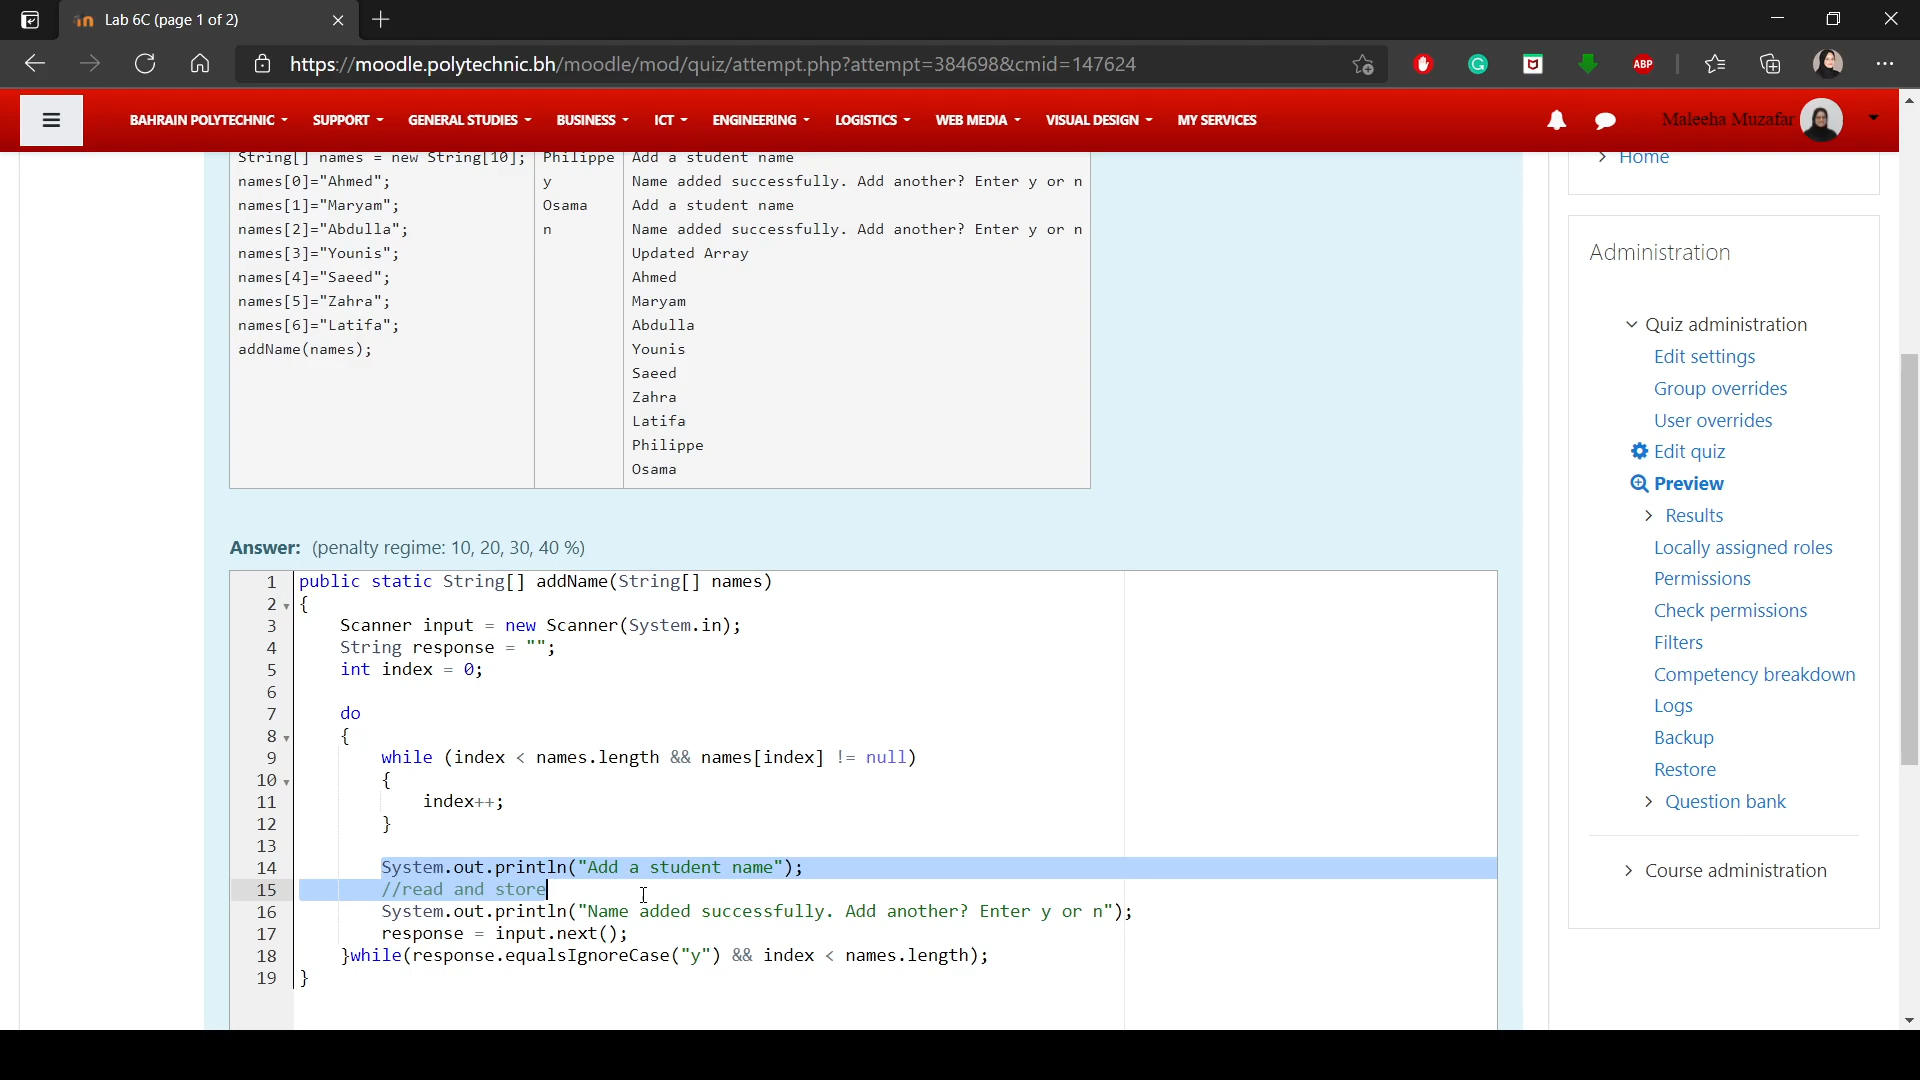 Lab 6C (page 1 of 2)
https://moodle.polytechnic.bh/moodle/mod/quiz/attempt.php?attempt=384698&cmid=147624
ABP
BAHRAIN POLYTECHNIC SUPPORT GENERAL STUDIES BUSINESS ICT ENGINEERING LOGISTICS WEB MEDIA VISUAL DESIGN MY SERVICES
Maleeha Muzafar
String[] names = new String[10];
names[0]="Ahmed";
names[1]="Maryam";
names[2]="Abdulla";
names[3]="Younis";
names[4]="Saeed";
names[5]="Zahra";
names[6]="Latifa";
addName(names);
Philippe
y
Osama
n
Add a student name
Name added successfully. Add another? Enter y or n
Add a student name
Name added successfully. Add another? Enter y or n
Updated Array
Ahmed
Maryam
Abdulla
Younis
Saeed
Zahra
Latifa
Philippe
Osama
Answer: (penalty regime: 10, 20, 30, 40 %)
1 public static String[] addName(String[] names)
2 {
3 Scanner input = new Scanner(System.in);
4 String response = "";
5 int index = 0;
6
7 do
8 {
9 while (index < names.length && names[index] != null)
10 {
11 index++;
12 }
13
14 System.out.println("Add a student name");
15 //read and store
16 System.out.println("Name added successfully. Add another? Enter y or n");
17 response = input.next();
18 }while(response.equalsIgnoreCase("y") && index < names.length);
19 }
Home
Administration
Quiz administration
Edit settings
Group overrides
User overrides
Edit quiz
Preview
Results
Locally assigned roles
Permissions
Check permissions
Filters
Competency breakdown
Logs
Backup
Restore
Question bank
Course administration